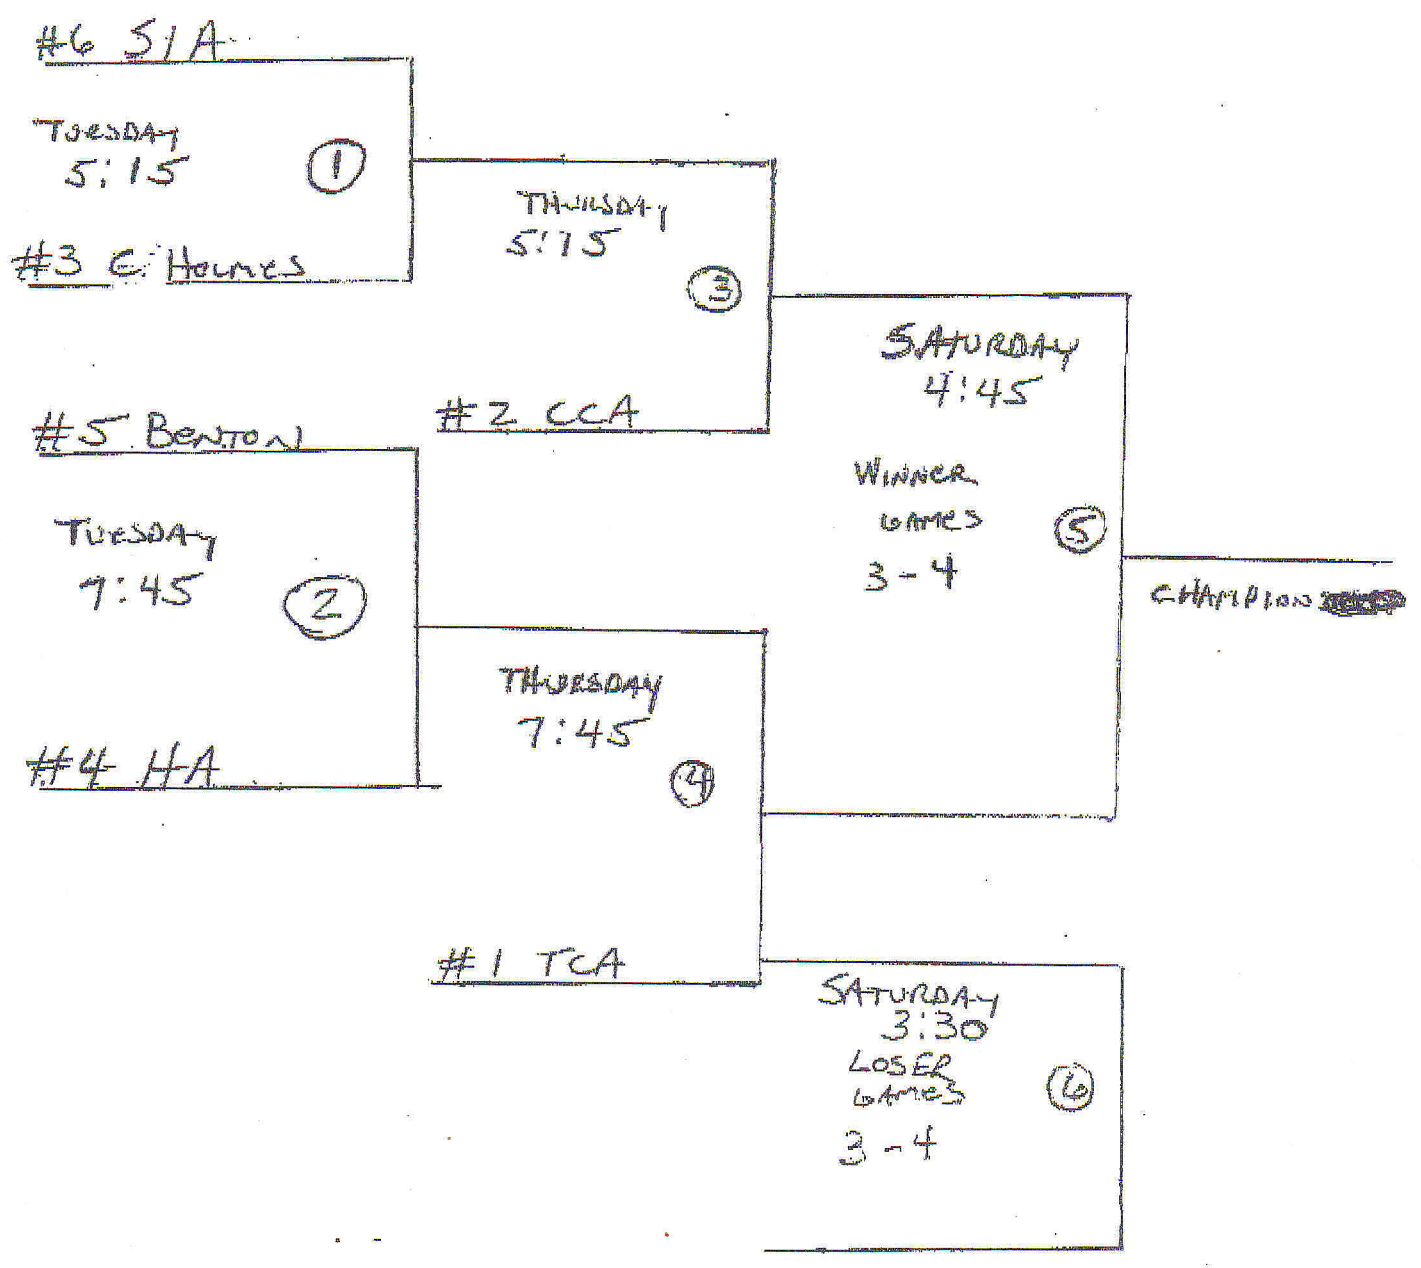 #6 SIA
TUESDAY
5:15
1
#3 E. HOLMES
THURSDAY
5:15
3
SATURDAY
4:45
#2 CCA
#5 BENTON
WINNER
GAMES
3-4
5
TUESDAY
7:45
2
CHAMPION
THURSDAY
7:45
4
#4 HA
#1 TCA
SATURDAY
3:30
LOSER
GAMES
3-4
6